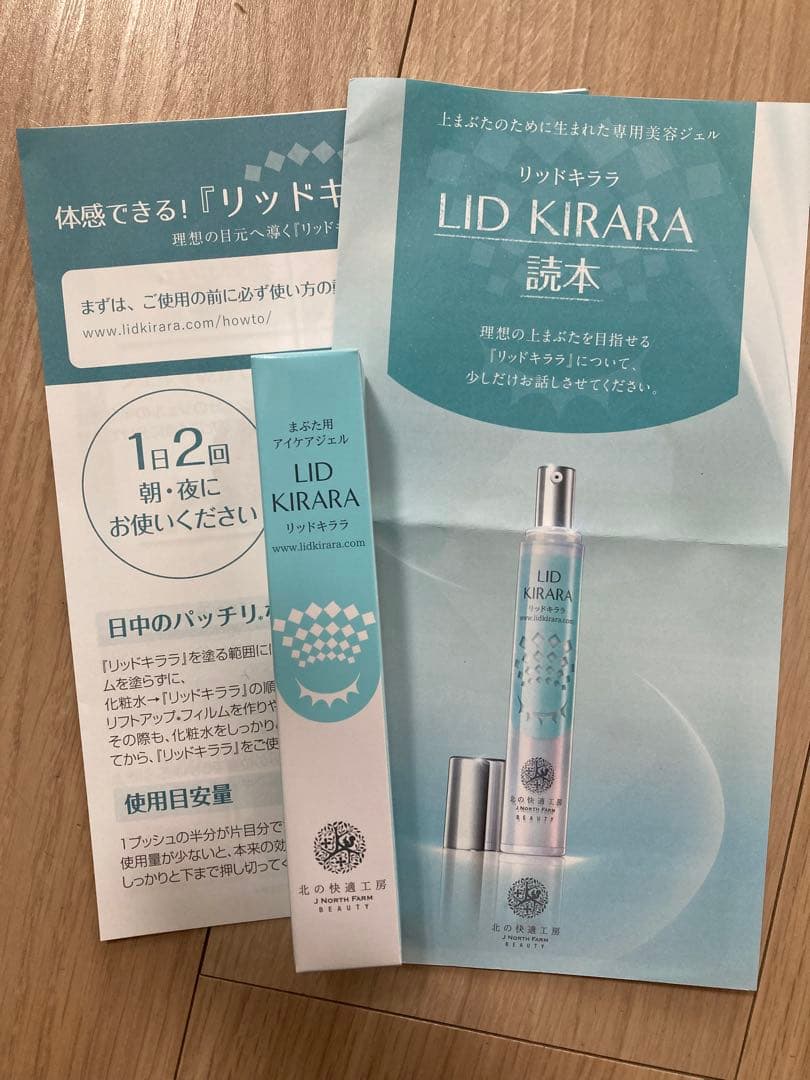 体感できる!『リッドキ
理想の目元へ導く『リッド
まずは、ご使用の前に必ず使い方の
www.lidkirara.com/howto/
1日2回
朝・夜に
お使いください
日中のパッチリ。
『リッドキララ』を塗る範囲に
ムを塗らずに、
化粧水→『リッドキララ』の順
リフトアップ※フィルムを作りや
その際も、化粧水をしっかり
てから、『リッドキララ』をご使
使用目安量
1プッシュの半分が片目分で
使用量が少ないと、本来の効
しっかりと下まで押し切ってく
まぶた用
アイケアジェル
LID
KIRARA
リッドキララ
www.lidkirara.com
北の快適工房
J NORTH FARM
BEAUTY
上まぶたのために生まれた専用美容ジェル
リッドキララ
LID KIRARA
読本
理想の上まぶたを目指せる
『リッドキララ』について、
少しだけお話しさせてください。
LID
KIRARA
リッドキララ
www.lidkirara.com
北の快適工房
J NORTH FARM
BEAUTY
北の快適工房
J NORTH FARM
BEAUTY